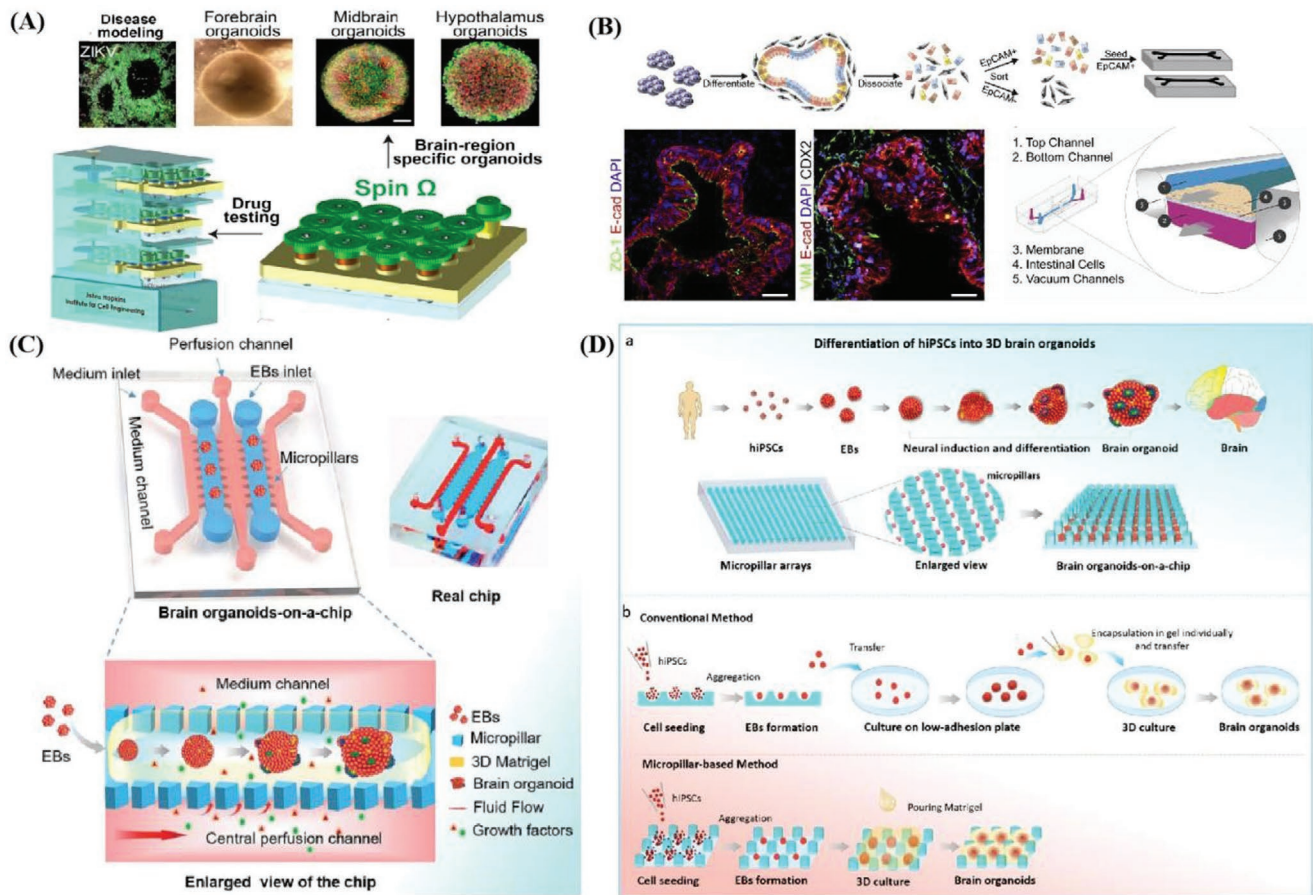 (A)
Disease
modeling
ZIKV
Forebrain
organoids
Midbrain
organoids
Hypothalamus
organoids
Brain-region
specific organoids
Spin Ω
Drug
testing
Johns Hopkins
Institute for Cell Engineering
(B)
Differentiate
Dissociate
EpCAM+
Sort
EpCAM-
Seed
EpCAM+
ZO-1 E-cad DAPI
VIM E-cad DAPI CDX2
1. Top Channel
2. Bottom Channel
3. Membrane
4. Intestinal Cells
5. Vacuum Channels
(C)
Perfusion channel
Medium inlet
EBs inlet
Medium channel
Micropillars
Brain organoids-on-a-chip
Real chip
Medium channel
EBs
Central perfusion channel
EBs
Micropillar
3D Matrigel
Brain organoid
Fluid Flow
Growth factors
Enlarged view of the chip
(D)
a
Differentiation of hiPSCs into 3D brain organoids
hiPSCs
EBs
Neural induction and differentiation
Brain organoid
Brain
micropillars
Micropillar arrays
Enlarged view
Brain organoids-on-a-chip
b
Conventional Method
hiPSCs
Aggregation
Transfer
Encapsulation in gel individually
and transfer
Cell seeding
EBs formation
Culture on low-adhesion plate
3D culture
Brain organoids
Micropillar-based Method
hiPSCs
Aggregation
Pouring Matrigel
Cell seeding
EBs formation
3D culture
Brain organoids